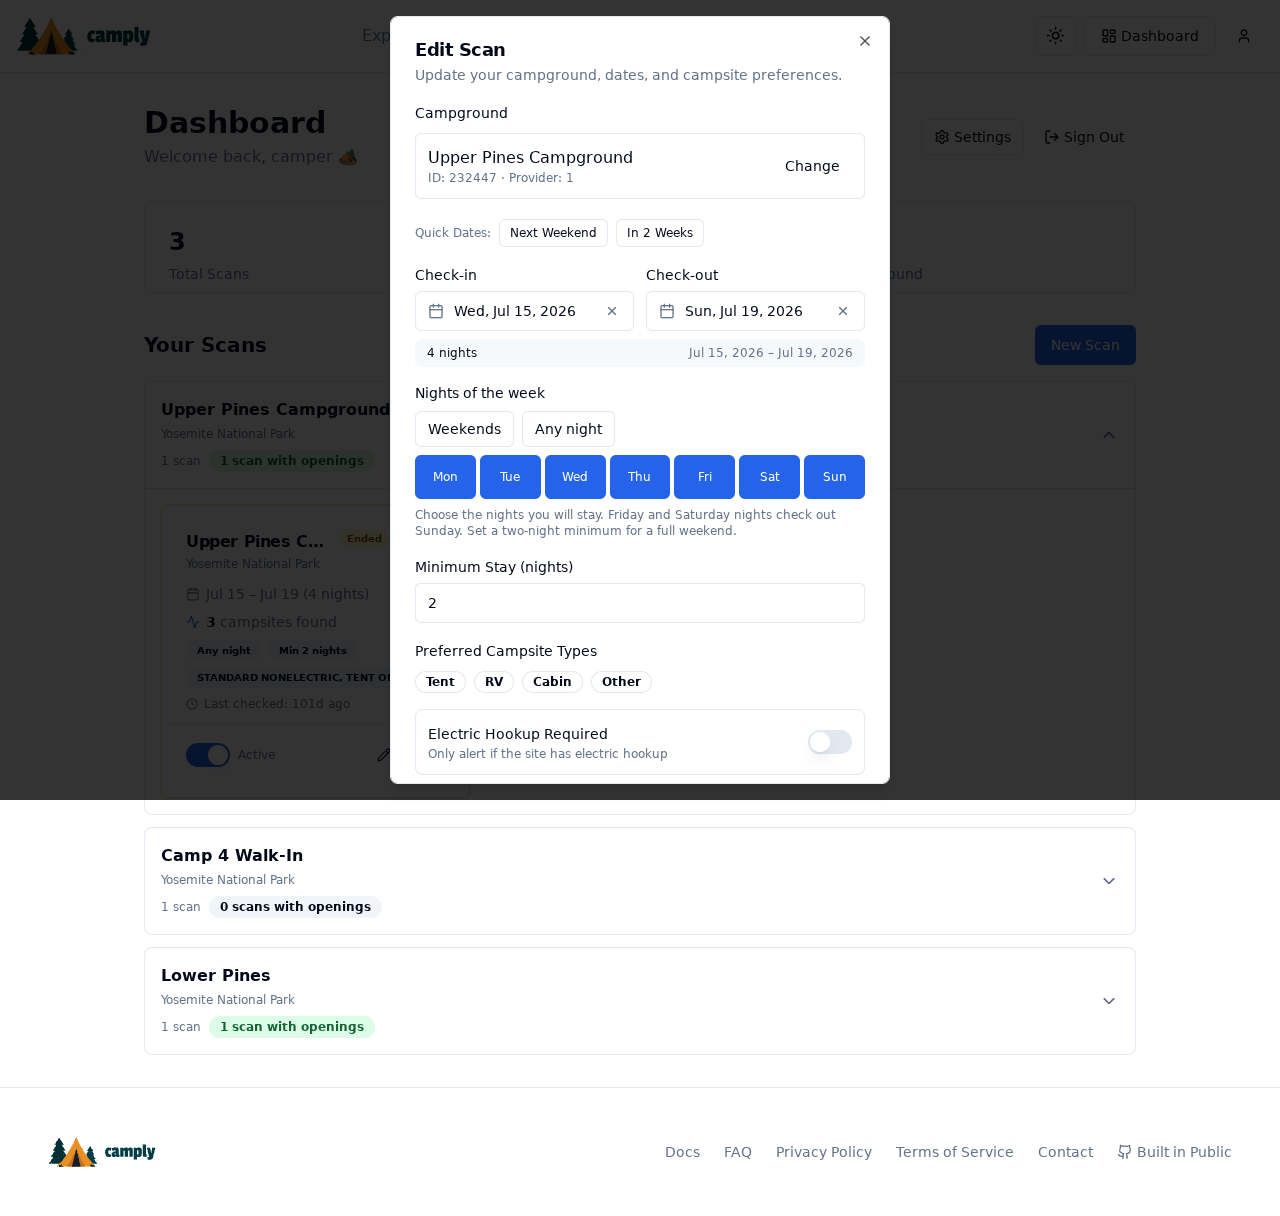 camply
Exp
Dashboard
Dashboard
Welcome back, camper
Settings
Sign Out
3
Total Scans
ound
Your Scans
New Scan
Upper Pines Campground
Yosemite National Park
1 scan
1 scan with openings
Upper Pines C...
Ended
Yosemite National Park
Jul 15 – Jul 19 (4 nights)
3 campsites found
Any night
Min 2 nights
STANDARD NONELECTRIC, TENT O
Last checked: 101d ago
Active
Edit Scan
Update your campground, dates, and campsite preferences.
Campground
Upper Pines Campground
ID: 232447 · Provider: 1
Change
Quick Dates:
Next Weekend
In 2 Weeks
Check-in
Check-out
Wed, Jul 15, 2026
Sun, Jul 19, 2026
4 nights
Jul 15, 2026 – Jul 19, 2026
Nights of the week
Weekends
Any night
Mon
Tue
Wed
Thu
Fri
Sat
Sun
Choose the nights you will stay. Friday and Saturday nights check out
Sunday. Set a two-night minimum for a full weekend.
Minimum Stay (nights)
2
Preferred Campsite Types
Tent
RV
Cabin
Other
Electric Hookup Required
Only alert if the site has electric hookup
Camp 4 Walk-In
Yosemite National Park
1 scan
0 scans with openings
Lower Pines
Yosemite National Park
1 scan
1 scan with openings
camply
Docs
FAQ
Privacy Policy
Terms of Service
Contact
Built in Public